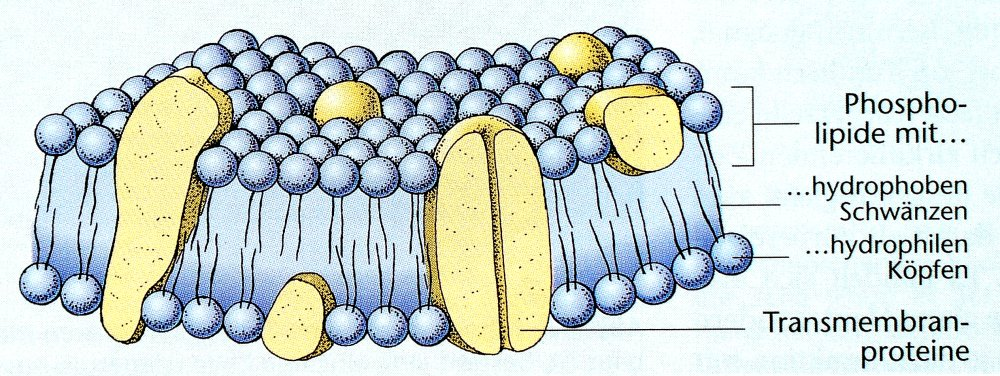 Phospho-
lipide mit...
...hydrophoben
Schwänzen
...hydrophilen
Köpfen
Transmembran-
proteine